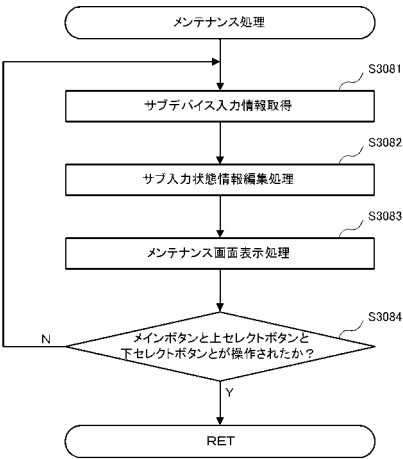 メンテナンス処理
S3081
サブデバイス入力情報取得
S3082
サブ入力状態情報編集処理
S3083
メンテナンス画面表示処理
S3084
メインボタンと上セレクトボタンと
下セレクトボタンとが操作されたか?
N
Y
RET